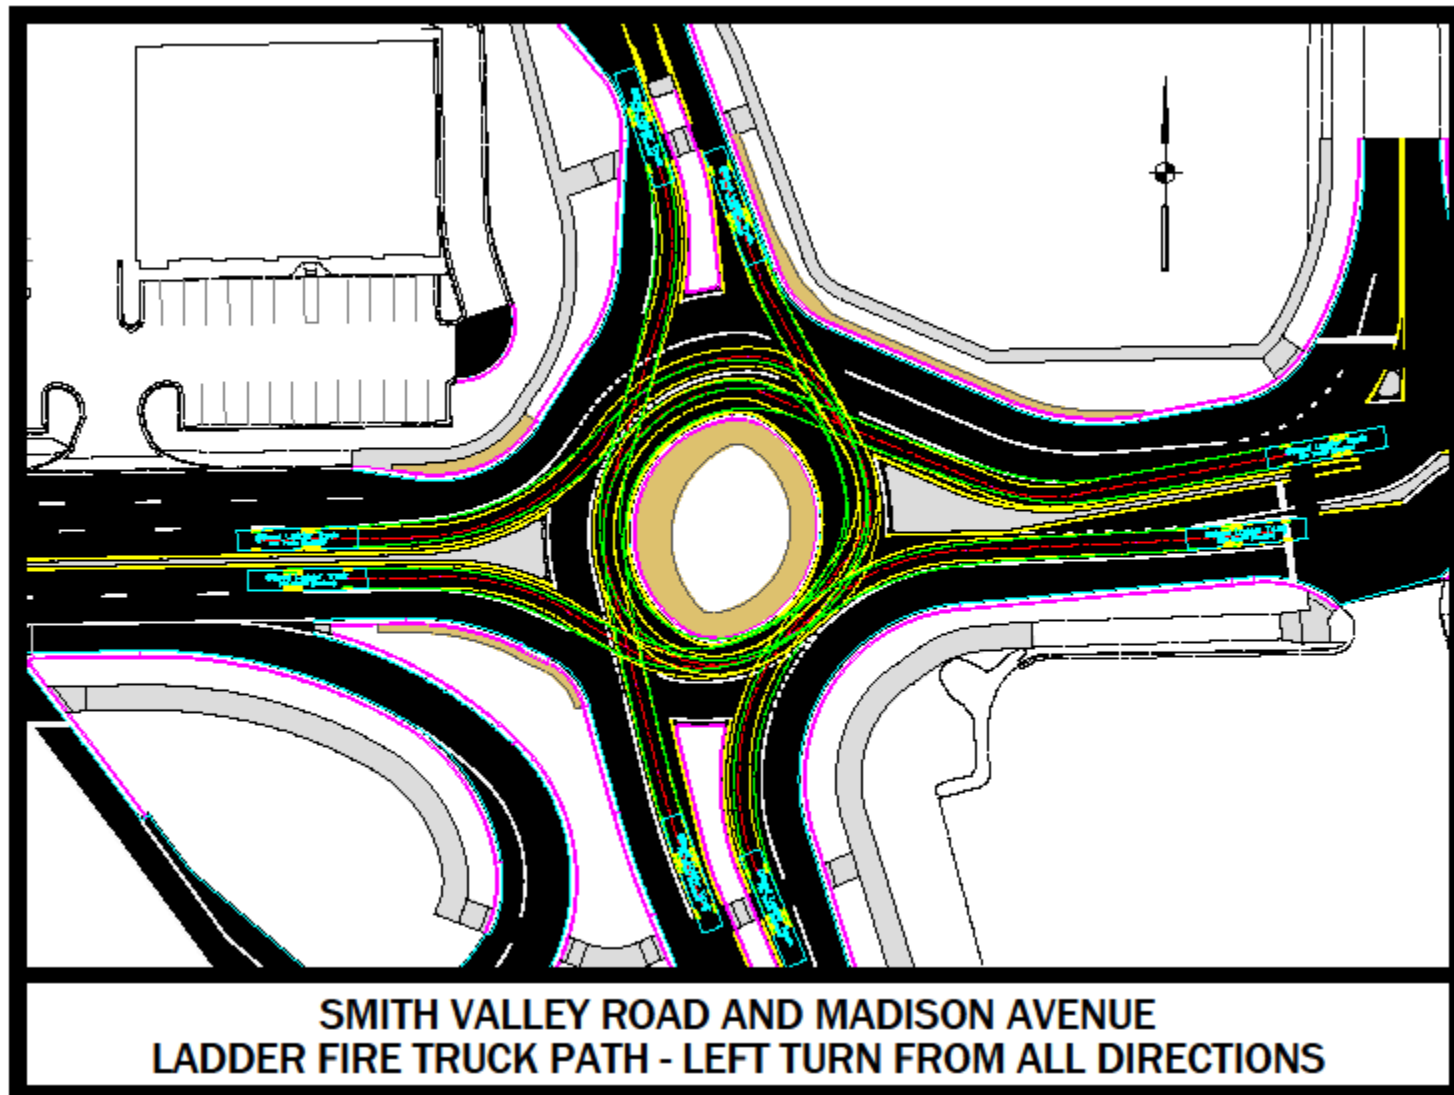 SMITH VALLEY ROAD AND MADISON AVENUE
LADDER FIRE TRUCK PATH - LEFT TURN FROM ALL DIRECTIONS